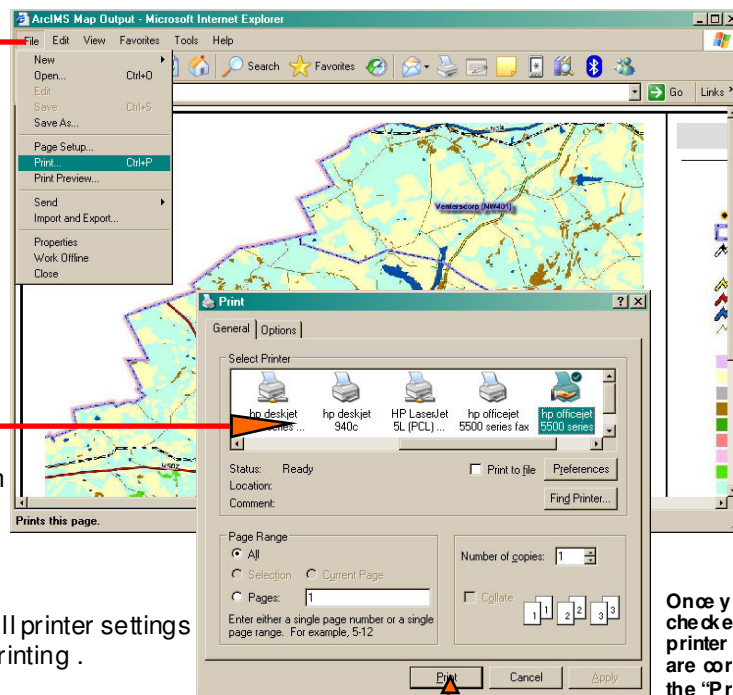 ArcIMS Map Output - Microsoft Internet Explorer
File Edit View Favorites Tools Help
New
Open... Ctrl+O
Edit
Save Ctrl+S
Save As...
Page Setup...
Print... Ctrl+P
Print Preview...
Send
Import and Export...
Properties
Work Offline
Close
Search Favorites
Go Links
Ventersdorp [NW401]
Print
General Options
Select Printer
hp deskjet
hp deskjet
940c
HP LaserJet
5L (PCL) ...
hp officejet
5500 series fax
hp officejet
5500 series
Status: Ready
Location:
Comment:
Print to file
Preferences
Find Printer...
Page Range
All
Selection Current Page
Pages: 1
Enter either a single page number or a single
page range. For example, 5-12
Number of copies: 1
Collate
1 1 2 2 3 3
Print Cancel Apply
Prints this page.
ll printer settings
rinting .
Once y
checke
printer
are cor
the “Pr